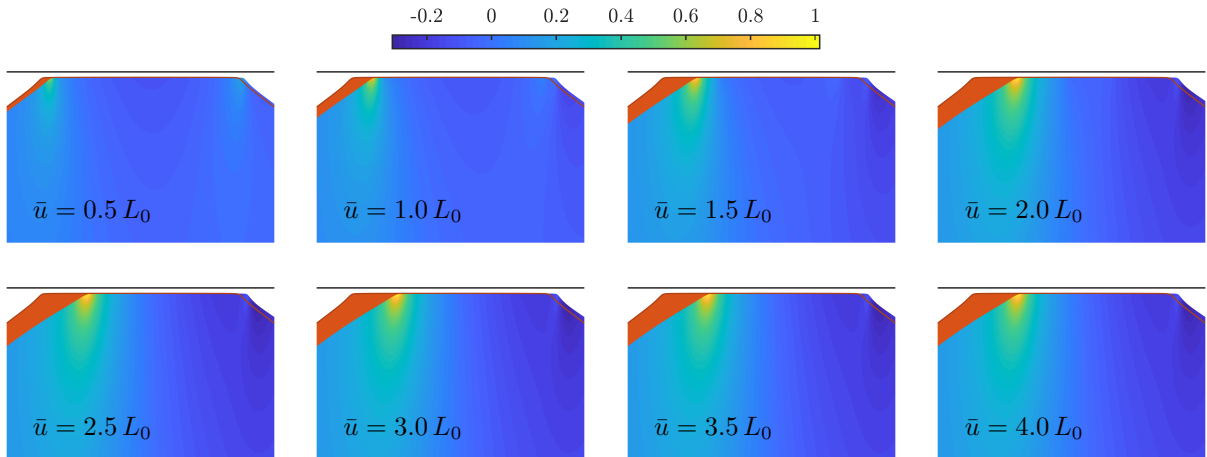 -0.2 0 0.2 0.4 0.6 0.8 1
ū = 0.5 L₀ ū = 1.0 L₀ ū = 1.5 L₀ ū = 2.0 L₀
ū = 2.5 L₀ ū = 3.0 L₀ ū = 3.5 L₀ ū = 4.0 L₀